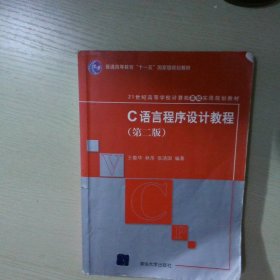 普通高等教育“十一五”国家级规划教材
21世纪高等学校计算机基础实用规划教材
C语言程序设计教程
(第二版)
编著
C
清华大学出版社